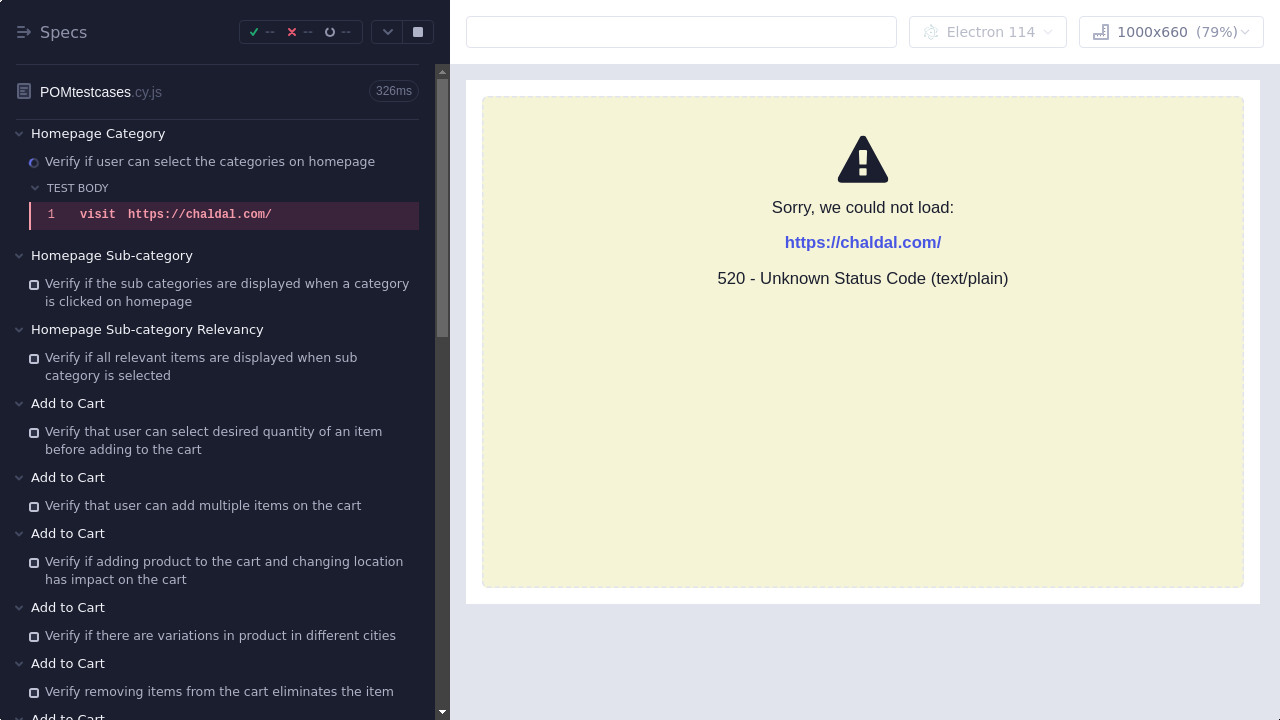 Specs
--
--
--
POMtestcases.cy.js
326ms
Homepage Category
Verify if user can select the categories on homepage
TEST BODY
1 visit https://chaldal.com/
Homepage Sub-category
Verify if the sub categories are displayed when a category
is clicked on homepage
Homepage Sub-category Relevancy
Verify if all relevant items are displayed when sub
category is selected
Add to Cart
Verify that user can select desired quantity of an item
before adding to the cart
Add to Cart
Verify that user can add multiple items on the cart
Add to Cart
Verify if adding product to the cart and changing location
has impact on the cart
Add to Cart
Verify if there are variations in product in different cities
Add to Cart
Verify removing items from the cart eliminates the item
Add to Cart
Electron 114
1000x660 (79%)
Sorry, we could not load:
https://chaldal.com/
520 - Unknown Status Code (text/plain)